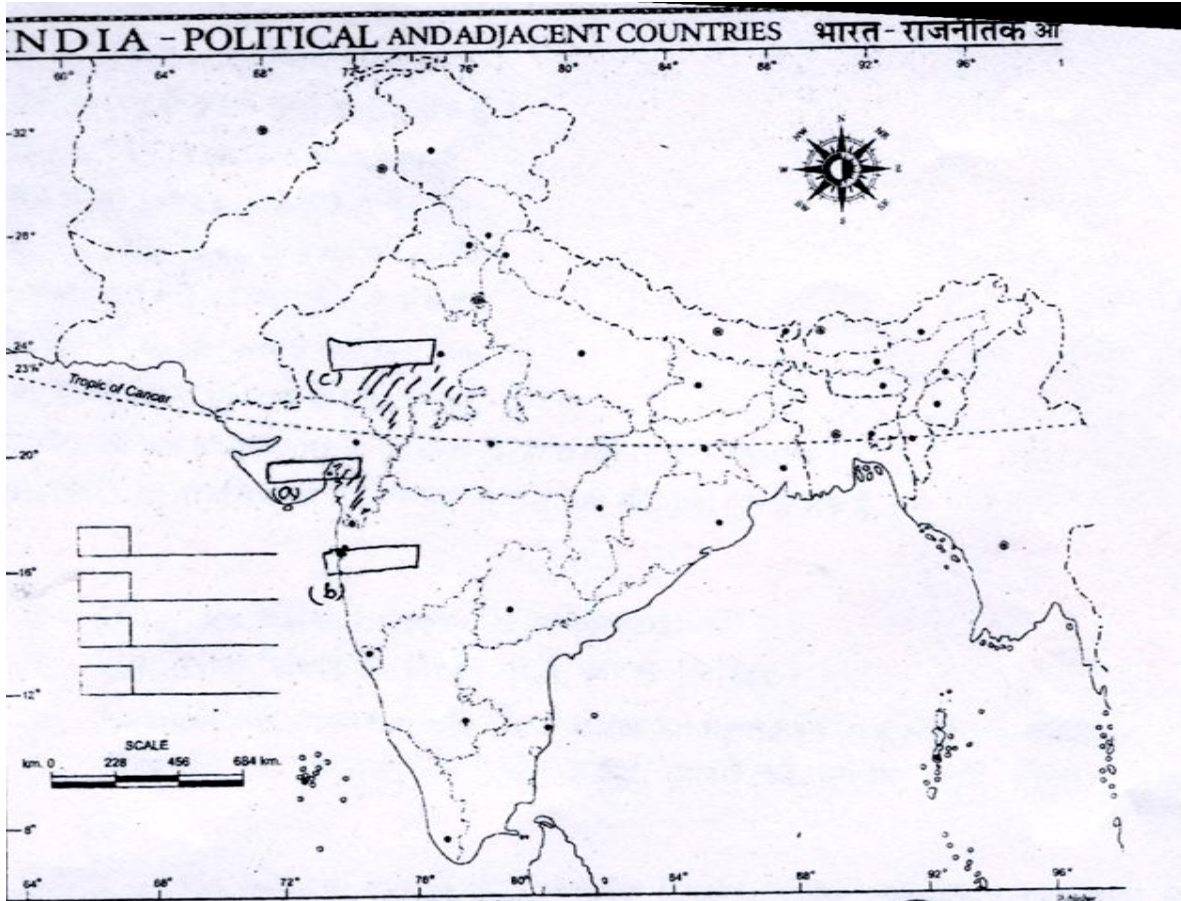 NDIA - POLITICAL AND ADJACENT COUNTRIES भारत - राजनैतिक आ
60° 64° 68° 72° 76° 80° 84° 88° 92° 96°
32°
28°
24°
23½°
(c)
Tropic of Cancer
20°
(a)
(b)
12°
SCALE
km. 0 228 456 684 km.
8°
64° 68° 72° 76° 80° 84° 88° 92° 96°